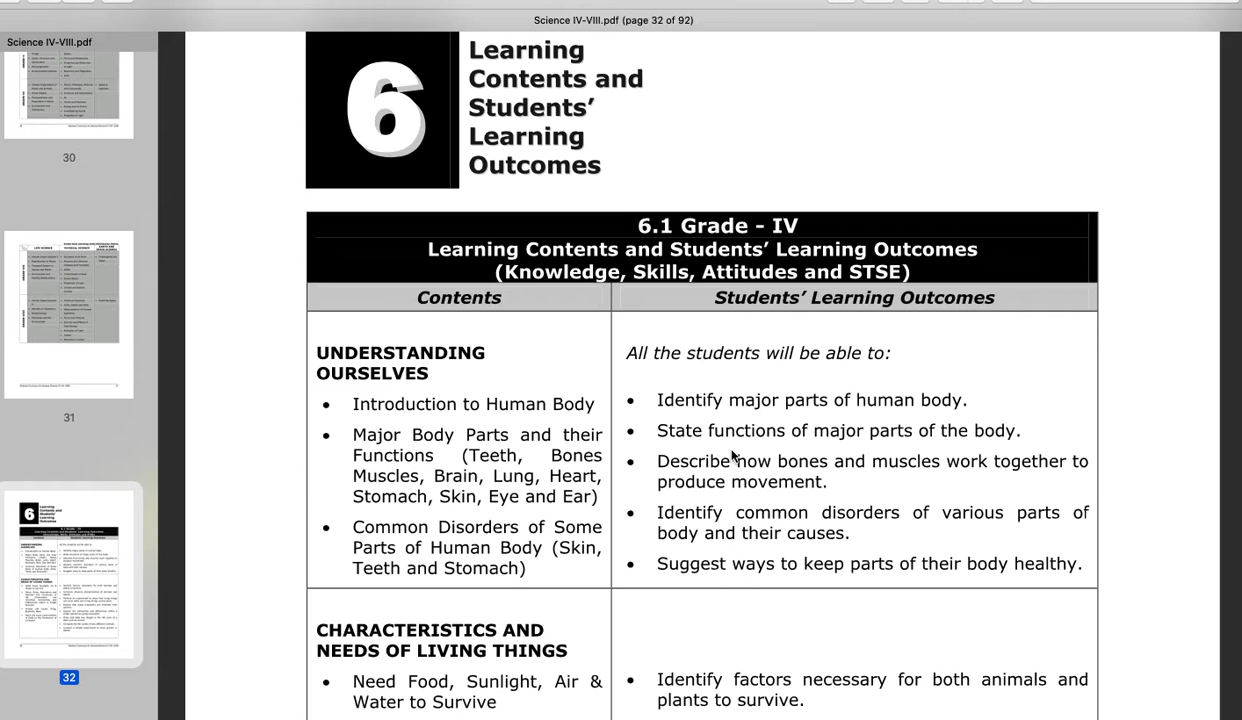 Science IV-VIII.pdf (page 32 of 92)
Science IV-VIII.pdf
30
31
32
6
Learning
Contents and
Students’
Learning
Outcomes
6.1 Grade - IV
Learning Contents and Students’ Learning Outcomes
(Knowledge, Skills, Attitudes and STSE)
Contents
Students’ Learning Outcomes
UNDERSTANDING
OURSELVES
• Introduction to Human Body
• Major Body Parts and their
Functions (Teeth, Bones
Muscles, Brain, Lung, Heart,
Stomach, Skin, Eye and Ear)
• Common Disorders of Some
Parts of Human Body (Skin,
Teeth and Stomach)
All the students will be able to:
• Identify major parts of human body.
• State functions of major parts of the body.
• Describe how bones and muscles work together to
produce movement.
• Identify common disorders of various parts of
body and their causes.
• Suggest ways to keep parts of their body healthy.
CHARACTERISTICS AND
NEEDS OF LIVING THINGS
• Need Food, Sunlight, Air &
Water to Survive
• Identify factors necessary for both animals and
plants to survive.